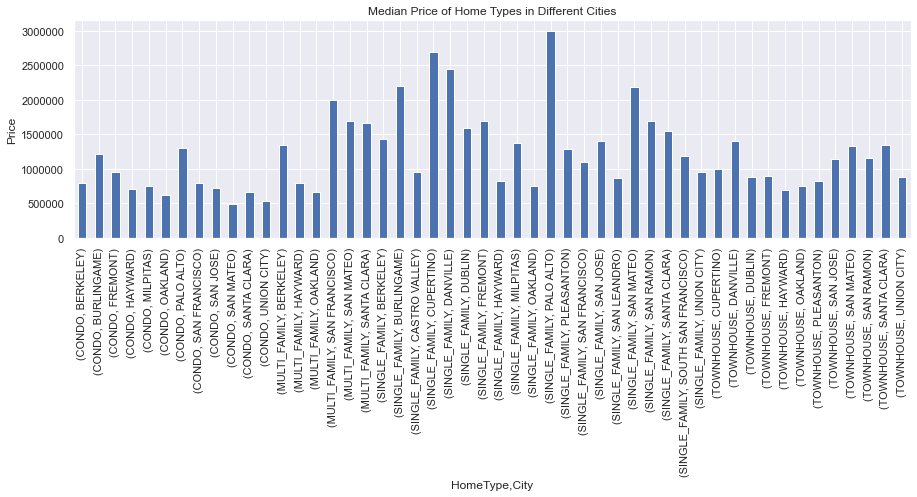 Median Price of Home Types in Different Cities
Price
3000000
2500000
2000000
1500000
1000000
500000
0
(CONDO, BERKELEY)
(CONDO, BURLINGAME)
(CONDO, FREMONT)
(CONDO, HAYWARD)
(CONDO, MILPITAS)
(CONDO, OAKLAND)
(CONDO, PALO ALTO)
(CONDO, SAN FRANCISCO)
(CONDO, SAN JOSE)
(CONDO, SAN MATEO)
(CONDO, SANTA CLARA)
(CONDO, UNION CITY)
(MULTI_FAMILY, BERKELEY)
(MULTI_FAMILY, HAYWARD)
(MULTI_FAMILY, OAKLAND)
(MULTI_FAMILY, SAN FRANCISCO)
(MULTI_FAMILY, SAN MATEO)
(MULTI_FAMILY, SANTA CLARA)
(SINGLE_FAMILY, BERKELEY)
(SINGLE_FAMILY, BURLINGAME)
(SINGLE_FAMILY, CASTRO VALLEY)
(SINGLE_FAMILY, CUPERTINO)
(SINGLE_FAMILY, DANVILLE)
(SINGLE_FAMILY, DUBLIN)
(SINGLE_FAMILY, FREMONT)
(SINGLE_FAMILY, HAYWARD)
(SINGLE_FAMILY, MILPITAS)
(SINGLE_FAMILY, OAKLAND)
(SINGLE_FAMILY, PALO ALTO)
(SINGLE_FAMILY, PLEASANTON)
(SINGLE_FAMILY, SAN FRANCISCO)
(SINGLE_FAMILY, SAN JOSE)
(SINGLE_FAMILY, SAN LEANDRO)
(SINGLE_FAMILY, SAN MATEO)
(SINGLE_FAMILY, SAN RAMON)
(SINGLE_FAMILY, SANTA CLARA)
(SINGLE_FAMILY, SOUTH SAN FRANCISCO)
(SINGLE_FAMILY, UNION CITY)
(TOWNHOUSE, CUPERTINO)
(TOWNHOUSE, DANVILLE)
(TOWNHOUSE, DUBLIN)
(TOWNHOUSE, FREMONT)
(TOWNHOUSE, HAYWARD)
(TOWNHOUSE, OAKLAND)
(TOWNHOUSE, PLEASANTON)
(TOWNHOUSE, SAN JOSE)
(TOWNHOUSE, SAN MATEO)
(TOWNHOUSE, SAN RAMON)
(TOWNHOUSE, SANTA CLARA)
(TOWNHOUSE, UNION CITY)
HomeType,City